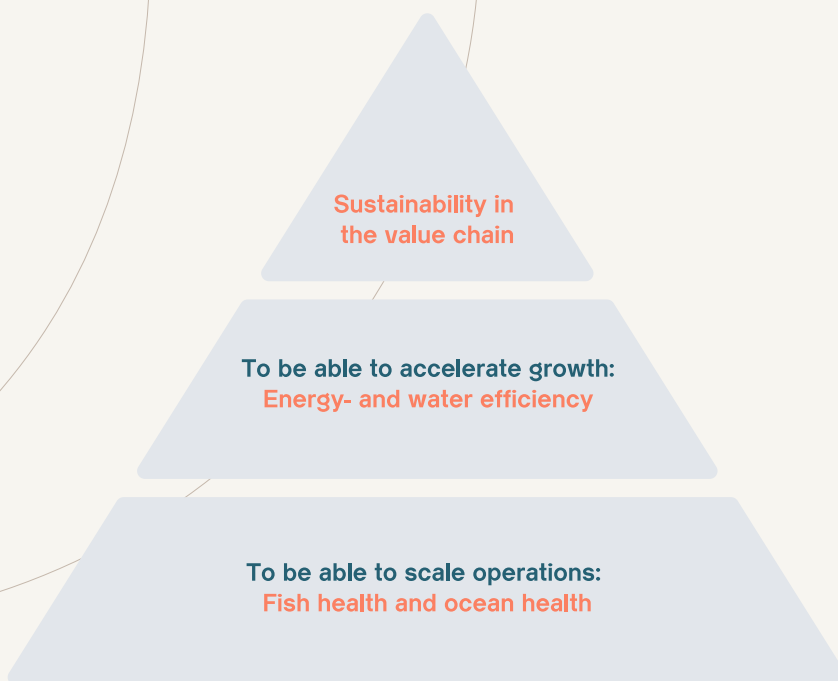 Sustainability in
the value chain
To be able to accelerate growth:
Energy- and water efficiency
To be able to scale operations:
Fish health and ocean health